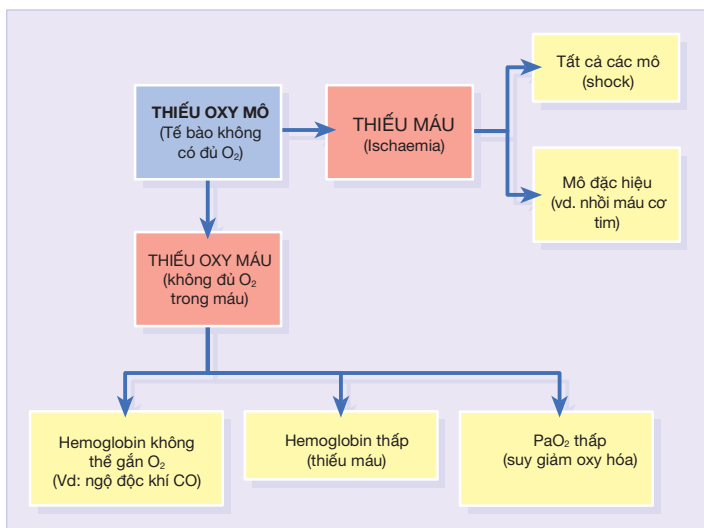 THIẾU OXY MÔ
(Tế bào không
có đủ O₂)
THIẾU MÁU
(Ischaemia)
Tất cả các mô
(shock)
Mô đặc hiệu
(vd. nhồi máu cơ
tim)
THIẾU OXY MÁU
(không đủ O₂
trong máu)
Hemoglobin không
thể gắn O₂
(Vd: ngộ độc khí CO)
Hemoglobin thấp
(thiếu máu)
PaO₂ thấp
(suy giảm oxy hóa)